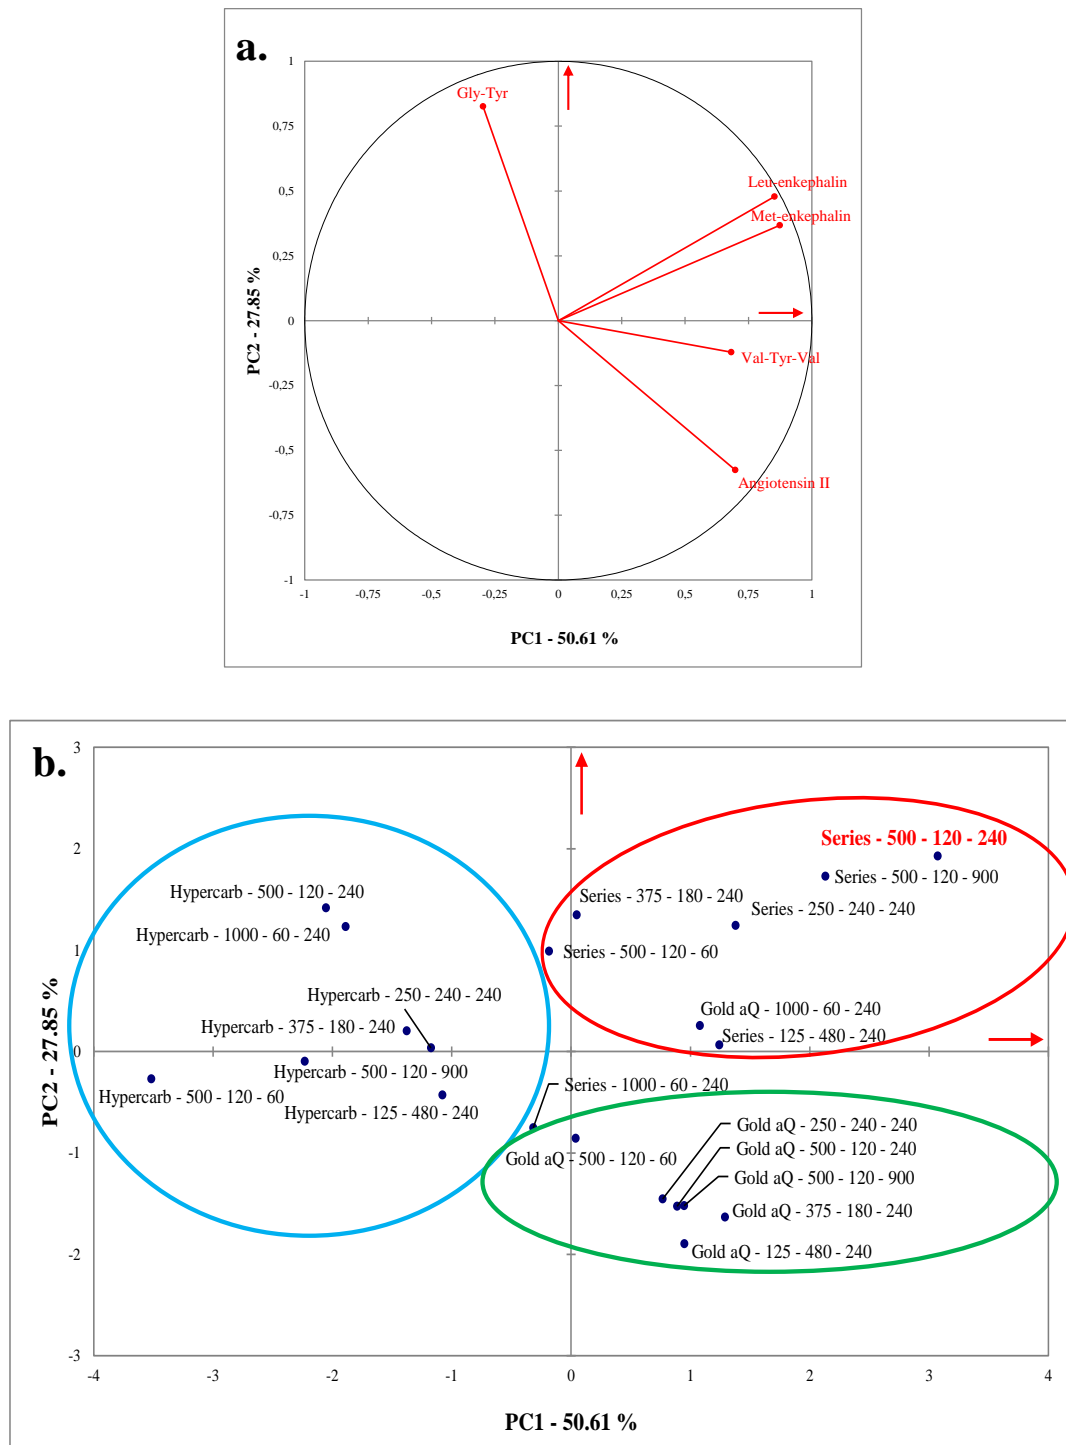 a.
1
Gly-Tyr
0,75
Leu-enkephalin
0,5
Met-enkephalin
0,25
PC2 - 27.85 %
0
Val-Tyr-Val
-0,25
Angiotensin II
-0,5
-0,75
-1
-1 -0,75 -0,5 -0,25 0 0,25 0,5 0,75 1
PC1 - 50.61 %
b.
3
Series - 500 - 120 - 240
2
Series - 500 - 120 - 900
Hypercarb - 500 - 120 - 240
Series - 375 - 180 - 240
Series - 250 - 240 - 240
Hypercarb - 1000 - 60 - 240
1
Series - 500 - 120 - 60
Hypercarb - 250 - 240 - 240
Gold aQ - 1000 - 60 - 240
Hypercarb - 375 - 180 - 240
Series - 125 - 480 - 240
PC2 - 27.85 %
0
Hypercarb - 500 - 120 - 900
Hypercarb - 500 - 120 - 60
Series - 1000 - 60 - 240
Hypercarb - 125 - 480 - 240
-1
Gold aQ - 250 - 240 - 240
Gold aQ - 500 - 120 - 240
Gold aQ - 500 - 120 - 60
Gold aQ - 500 - 120 - 900
Gold aQ - 375 - 180 - 240
Gold aQ - 125 - 480 - 240
-2
-3
-4 -3 -2 -1 0 1 2 3 4
PC1 - 50.61 %